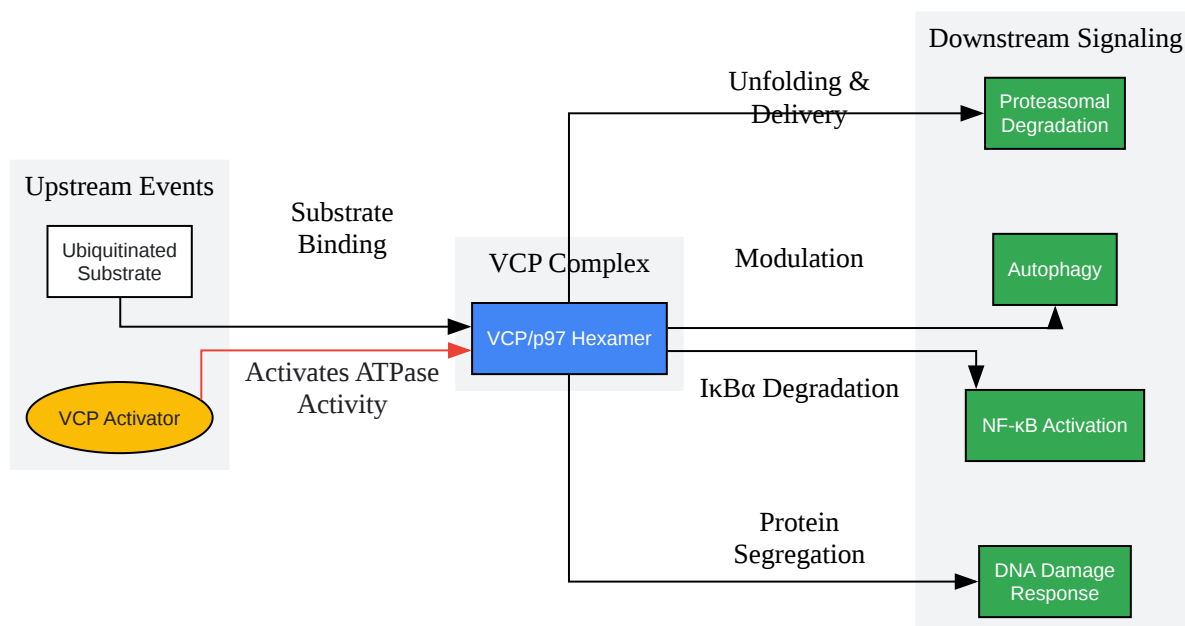 Upstream Events
Ubiquitinated
Substrate
VCP Activator
Substrate
Binding
Activates ATPase
Activity
VCP Complex
VCP/p97 Hexamer
Unfolding &
Delivery
Modulation
IκBα Degradation
Protein
Segregation
Downstream Signaling
Proteasomal
Degradation
Autophagy
NF-κB Activation
DNA Damage
Response